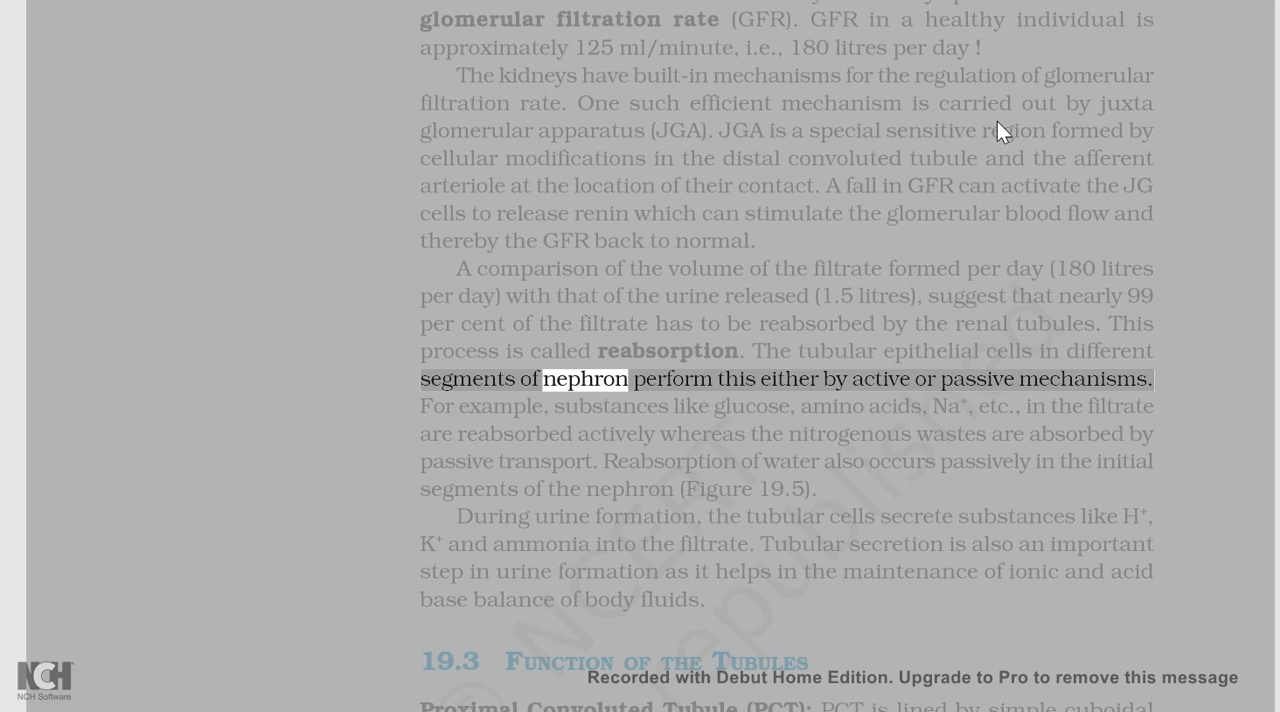 glomerular filtration rate (GFR). GFR in a healthy individual is
approximately 125 ml/minute, i.e., 180 litres per day !
The kidneys have built-in mechanisms for the regulation of glomerular
filtration rate. One such efficient mechanism is carried out by juxta
glomerular apparatus (JGA). JGA is a special sensitive region formed by
cellular modifications in the distal convoluted tubule and the afferent
arteriole at the location of their contact. A fall in GFR can activate the JG
cells to release renin which can stimulate the glomerular blood flow and
thereby the GFR back to normal.
A comparison of the volume of the filtrate formed per day (180 litres
per day) with that of the urine released (1.5 litres), suggest that nearly 99
per cent of the filtrate has to be reabsorbed by the renal tubules. This
process is called reabsorption. The tubular epithelial cells in different
segments of nephron perform this either by active or passive mechanisms.
For example, substances like glucose, amino acids, Na⁺, etc., in the filtrate
are reabsorbed actively whereas the nitrogenous wastes are absorbed by
passive transport. Reabsorption of water also occurs passively in the initial
segments of the nephron (Figure 19.5).
During urine formation, the tubular cells secrete substances like H⁺,
K⁺ and ammonia into the filtrate. Tubular secretion is also an important
step in urine formation as it helps in the maintenance of ionic and acid
base balance of body fluids.
19.3 FUNCTION OF THE TUBULES
Proximal Convoluted Tubule (PCT): PCT is lined by simple cuboidal
© NCERT
republished
NCH
NCH Software
Recorded with Debut Home Edition. Upgrade to Pro to remove this message